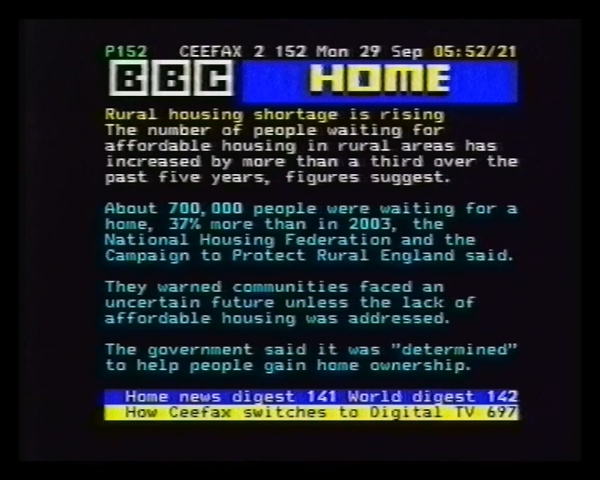 P152 CEEFAX 2 152 Mon 29 Sep 05:52/21
BBC HOME
Rural housing shortage is rising
The number of people waiting for
affordable housing in rural areas has
increased by more than a third over the
past five years, figures suggest.
About 700,000 people were waiting for a
home, 37% more than in 2003, the
National Housing Federation and the
Campaign to Protect Rural England said.
They warned communities faced an
uncertain future unless the lack of
affordable housing was addressed.
The government said it was "determined"
to help people gain home ownership.
Home news digest 141 World digest 142
How Ceefax switches to Digital TV 697